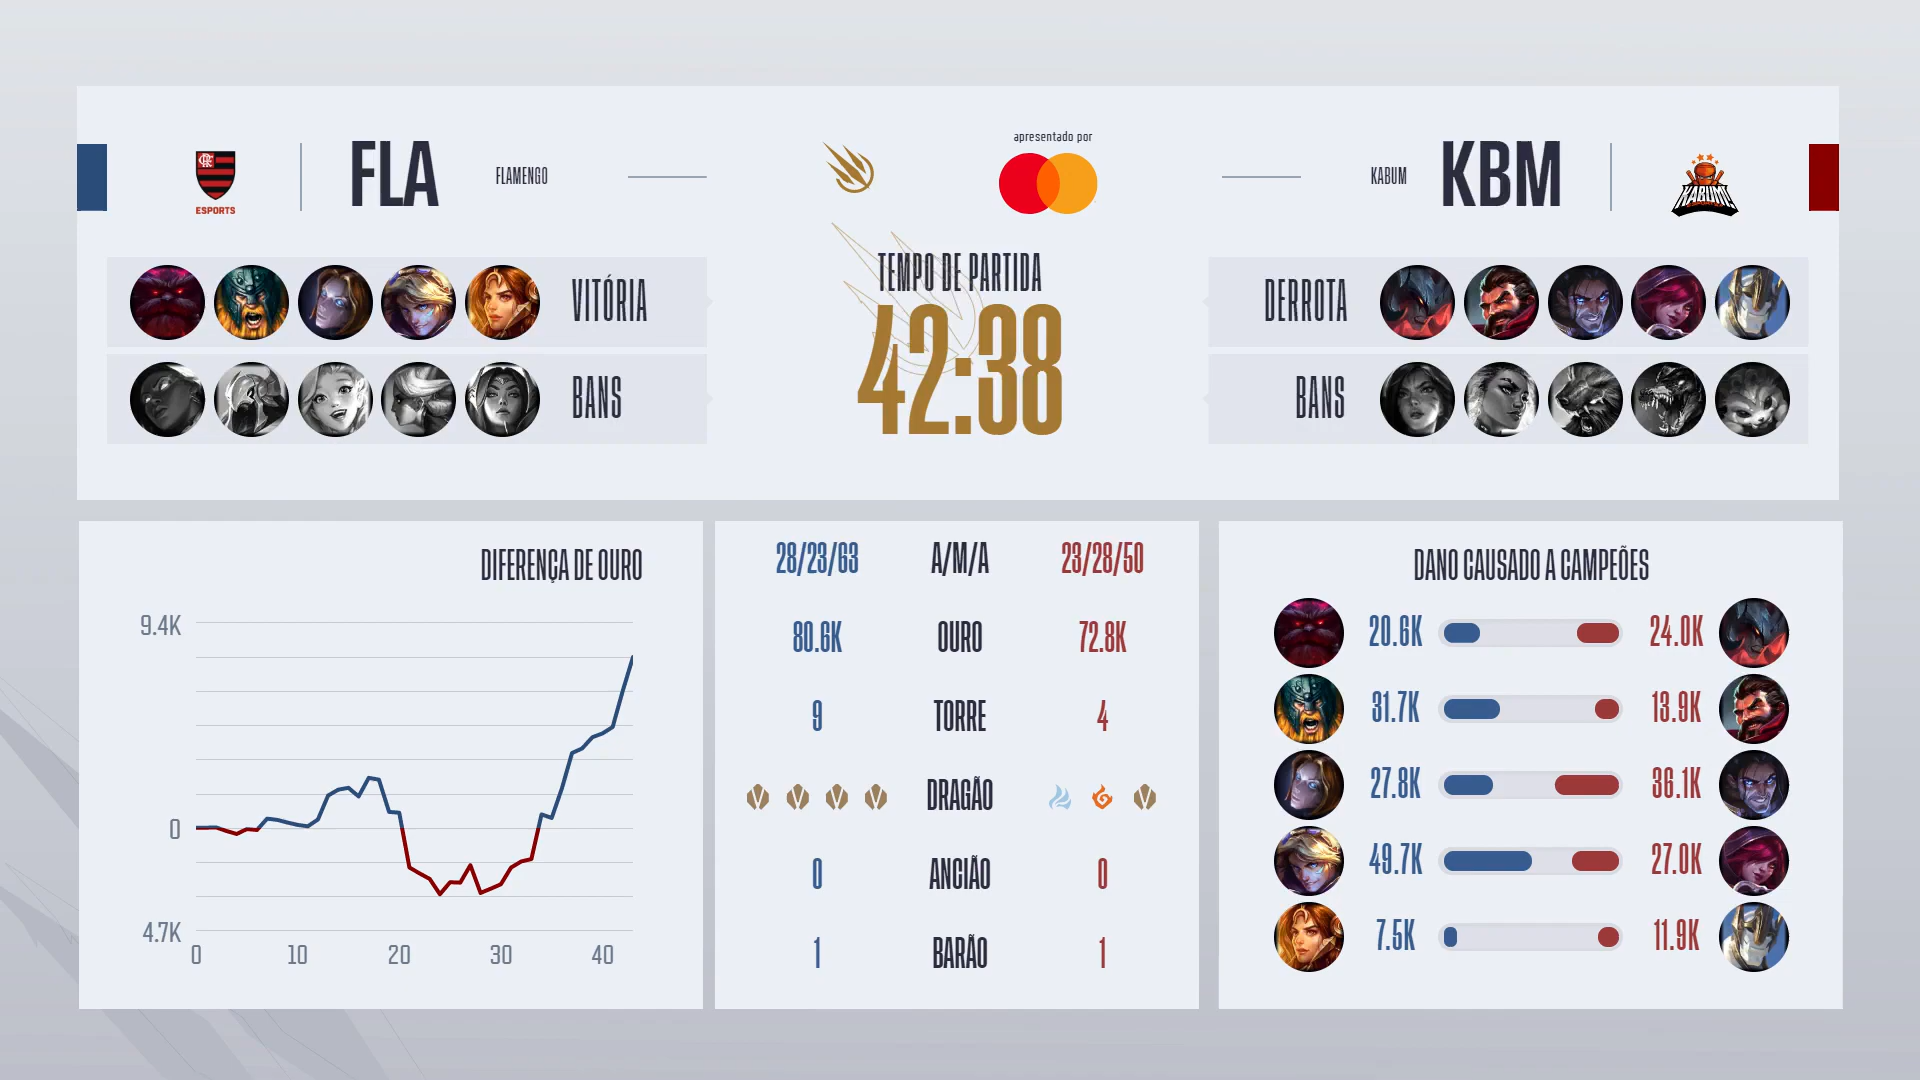 apresentado por
FLA
FLAMENGO
KABUM
KBM
ESPORTS
KABUM!
VITÓRIA
BANS
TEMPO DE PARTIDA
42:38
DERROTA
BANS
DIFERENÇA DE OURO
9.4K
0
4.7K
0 10 20 30 40
28/23/63 A/M/A 23/28/50
80.6K OURO 72.8K
9 TORRE 4
DRAGÃO
0 ANCIÃO 0
1 BARÃO 1
DANO CAUSADO A CAMPEÕES
20.6K 24.0K
31.7K 13.9K
27.8K 36.1K
49.7K 27.0K
7.5K 11.9K